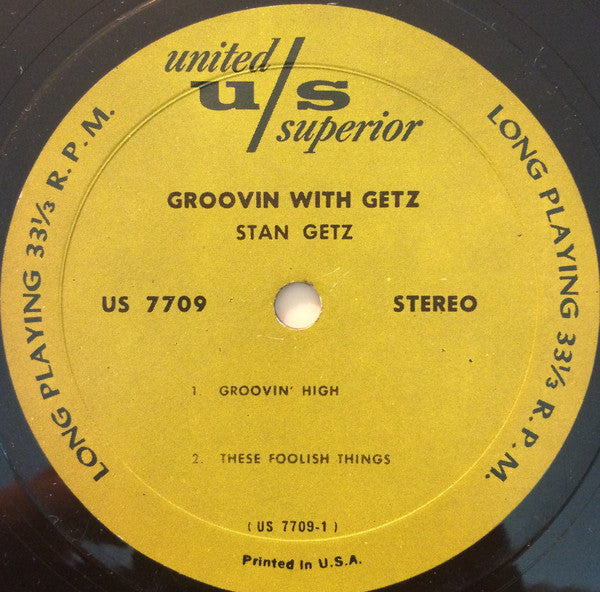 united
u/s
superior
GROOVIN WITH GETZ
STAN GETZ
US 7709
STEREO
LONG PLAYING 33⅓ R.P.M.
LONG PLAYING 33⅓ R.P.M.
1. GROOVIN' HIGH
2. THESE FOOLISH THINGS
( US 7709-1 )
Printed in U.S.A.